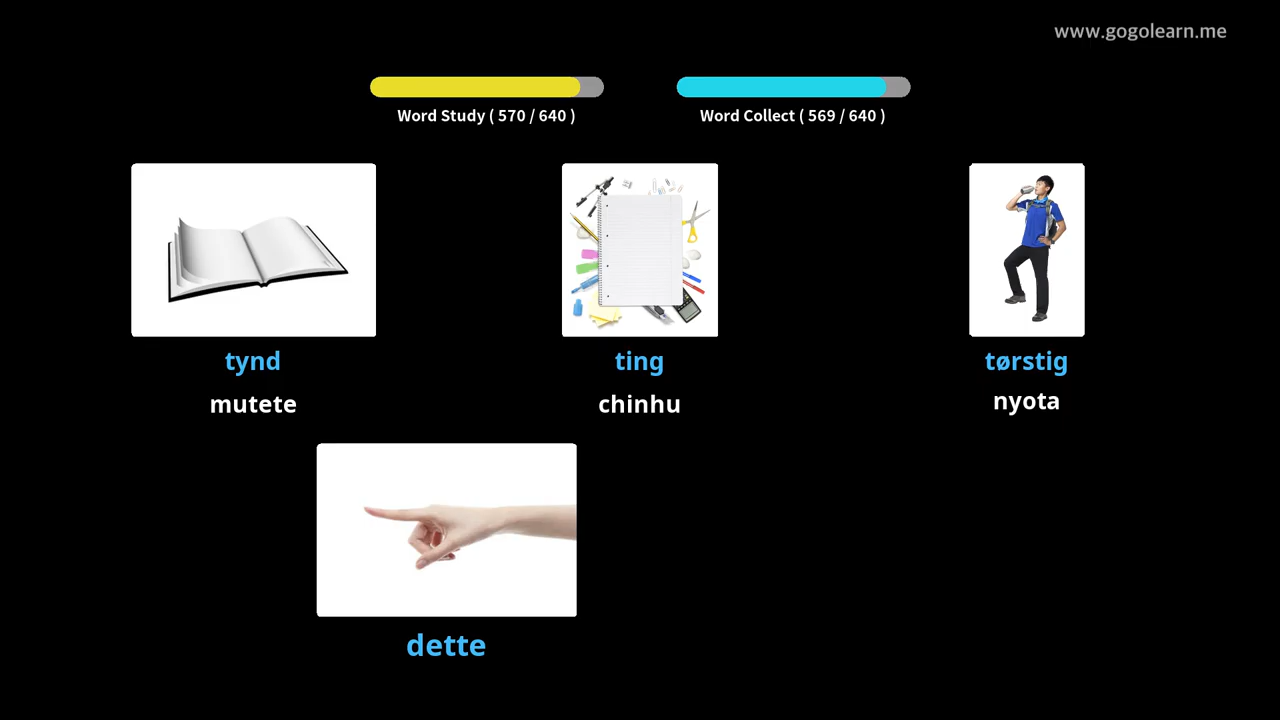 www.gogolearn.me
Word Study ( 570 / 640 )
Word Collect ( 569 / 640 )
tynd
ting
tørstig
mutete
chinhu
nyota
dette